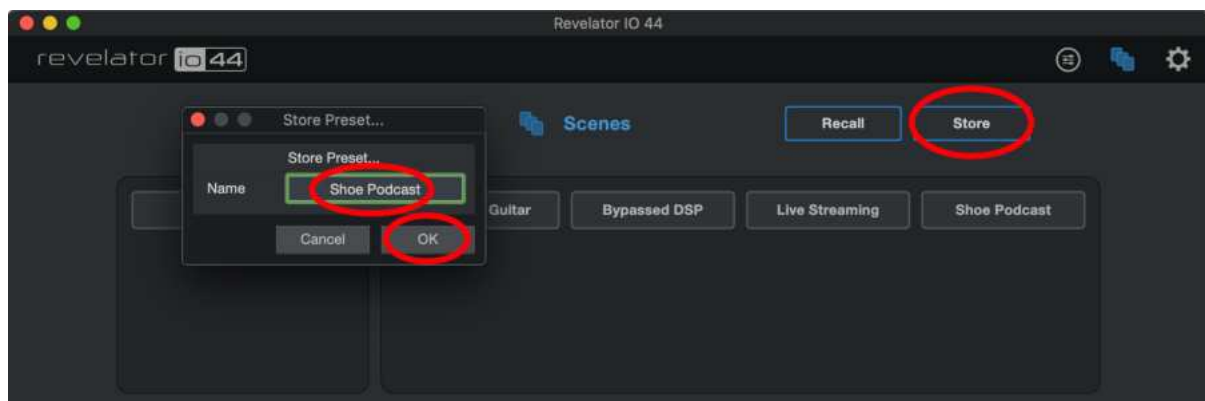 Revelator IO 44
revelator io 44
Store Preset...
Scenes
Recall
Store
Store Preset...
Name
Shoe Podcast
Guitar
Bypassed DSP
Live Streaming
Shoe Podcast
Cancel
OK